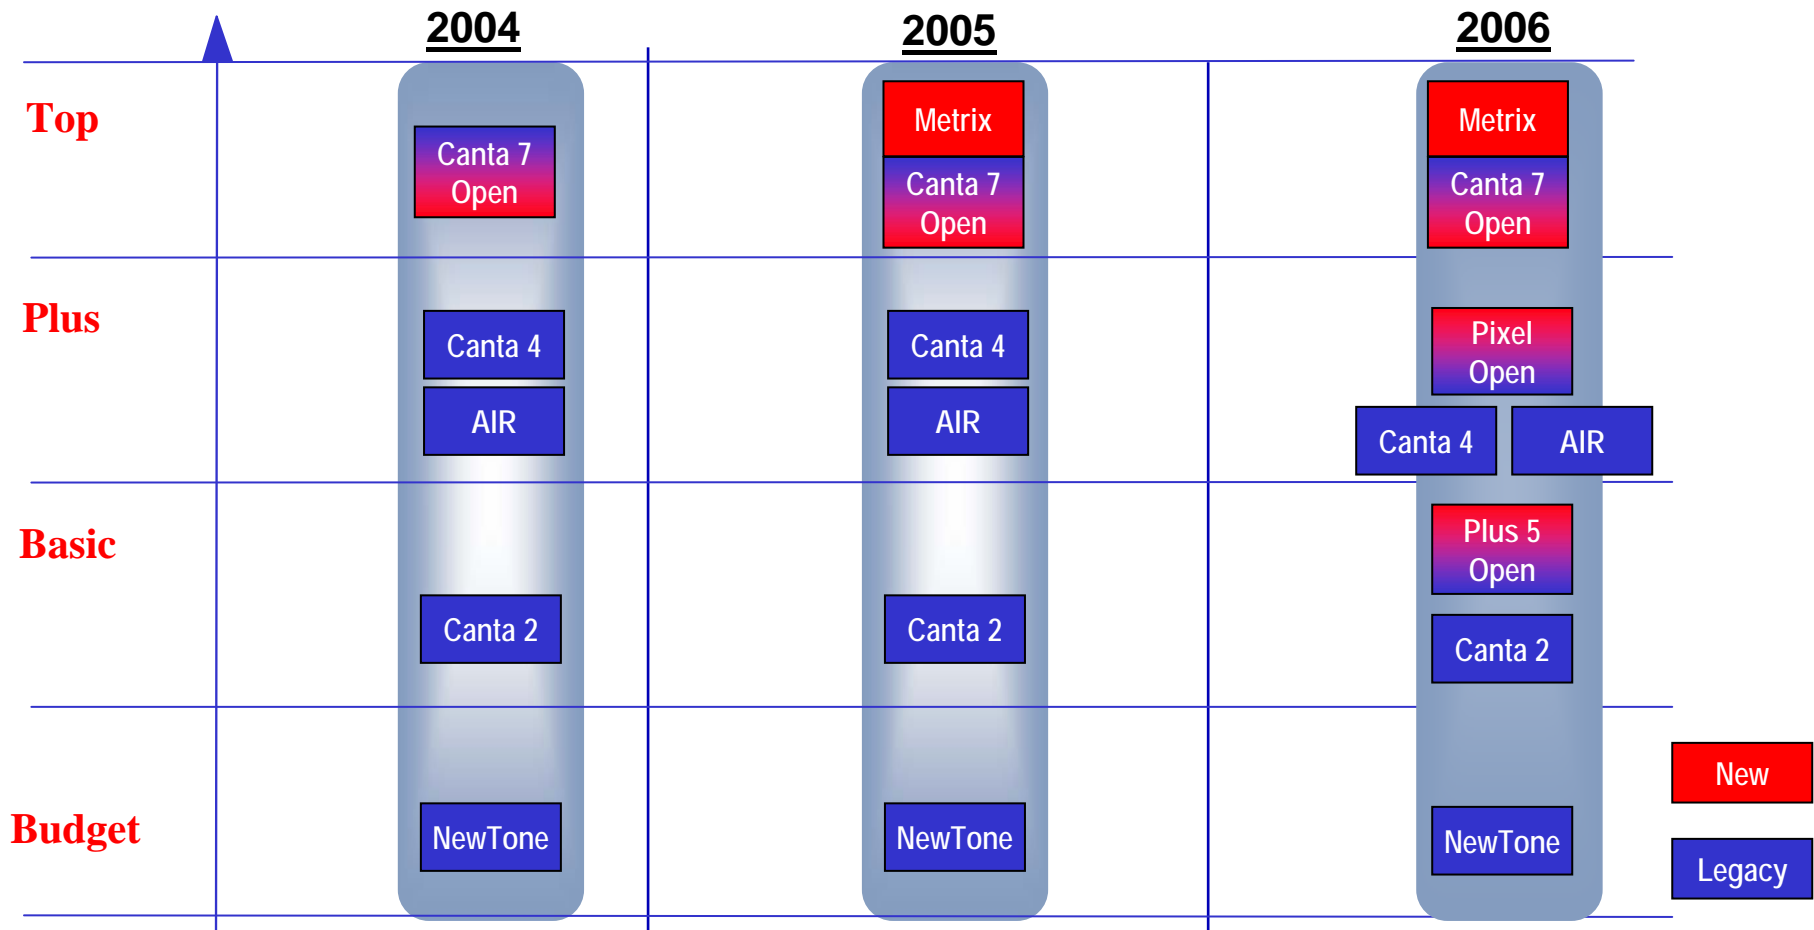 2004
2005
2006
Top
Canta 7
Open
Metrix
Canta 7
Open
Metrix
Canta 7
Open
Plus
Canta 4
AIR
Canta 4
AIR
Pixel
Open
Canta 4
AIR
Basic
Canta 2
Canta 2
Plus 5
Open
Canta 2
Budget
NewTone
NewTone
NewTone
New
Legacy